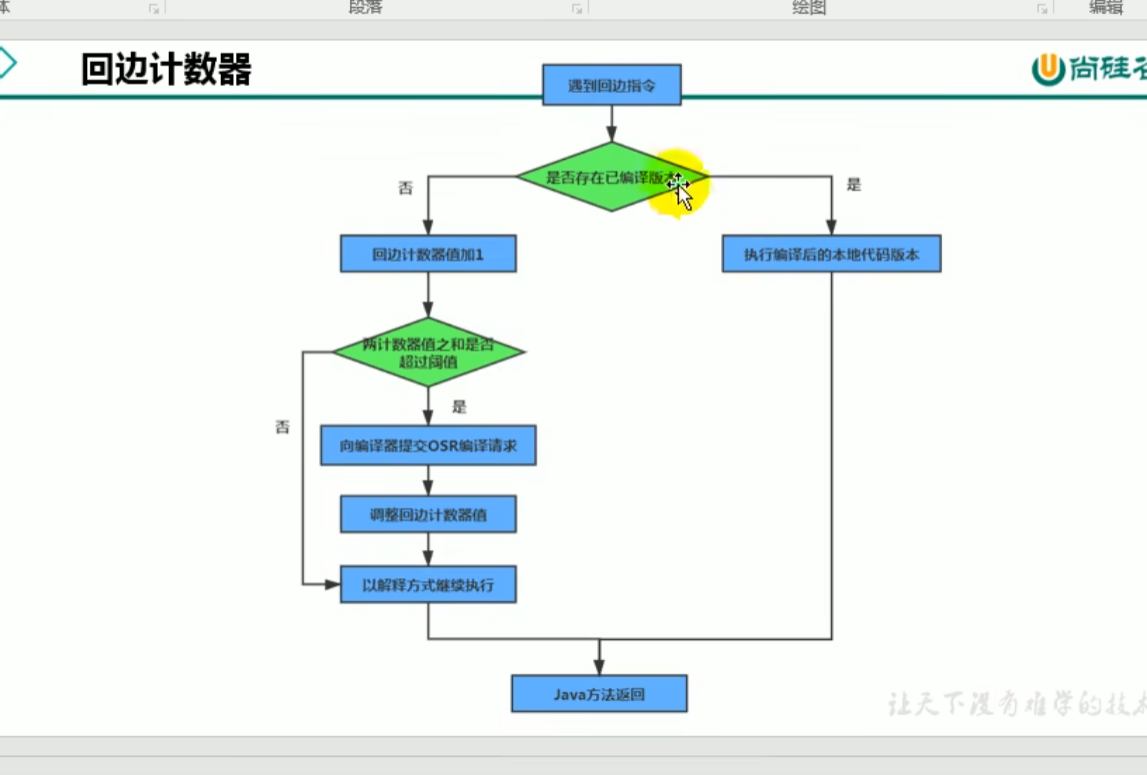 段落
绘图
编辑
回边计数器
尚硅谷
遇到回边指令
是否存在已编译版本
否
是
回边计数器值加1
执行编译后的本地代码版本
两计数器值之和是否
超过阈值
是
否
向编译器提交OSR编译请求
调整回边计数器值
以解释方式继续执行
Java方法返回
让天下没有难学的技术